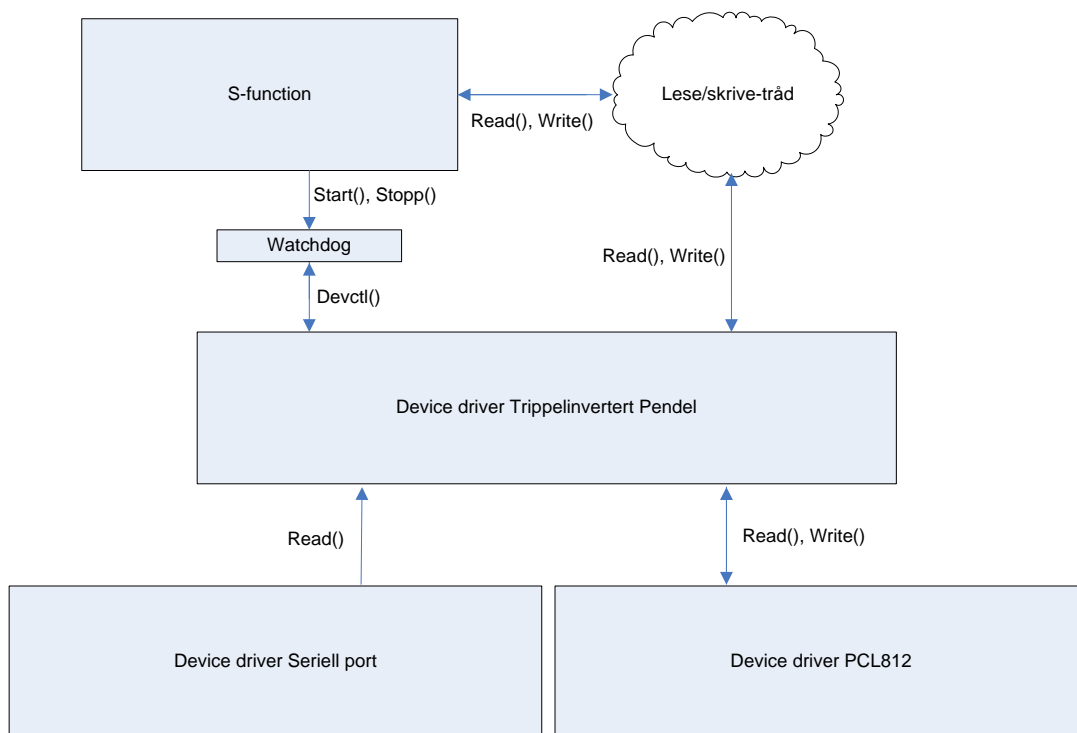 S-function
Lese/skrive-tråd
Read(), Write()
Start(), Stopp()
Watchdog
Read(), Write()
Devctl()
Device driver Trippelinvertert Pendel
Read()
Read(), Write()
Device driver Seriell port
Device driver PCL812